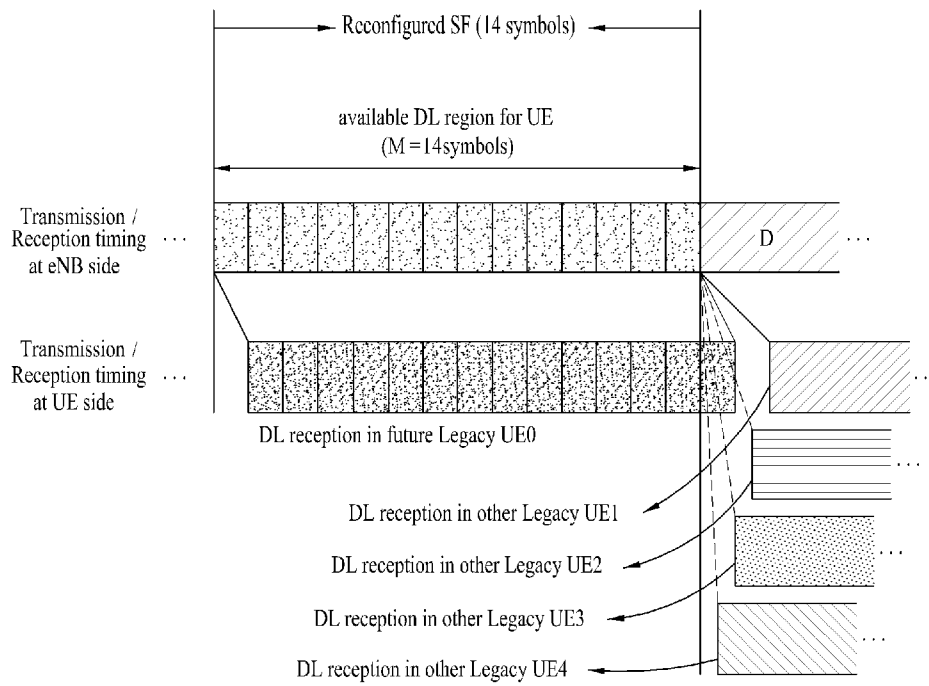 Reconfigured SF (14 symbols)
available DL region for UE
(M =14symbols)
Transmission /
Reception timing
at eNB side
...
D
...
Transmission /
Reception timing
at UE side
...
..
DL reception in future Legacy UE0
...
DL reception in other Legacy UE1
DL reception in other Legacy UE2
...
DL reception in other Legacy UE3
...
DL reception in other Legacy UE4